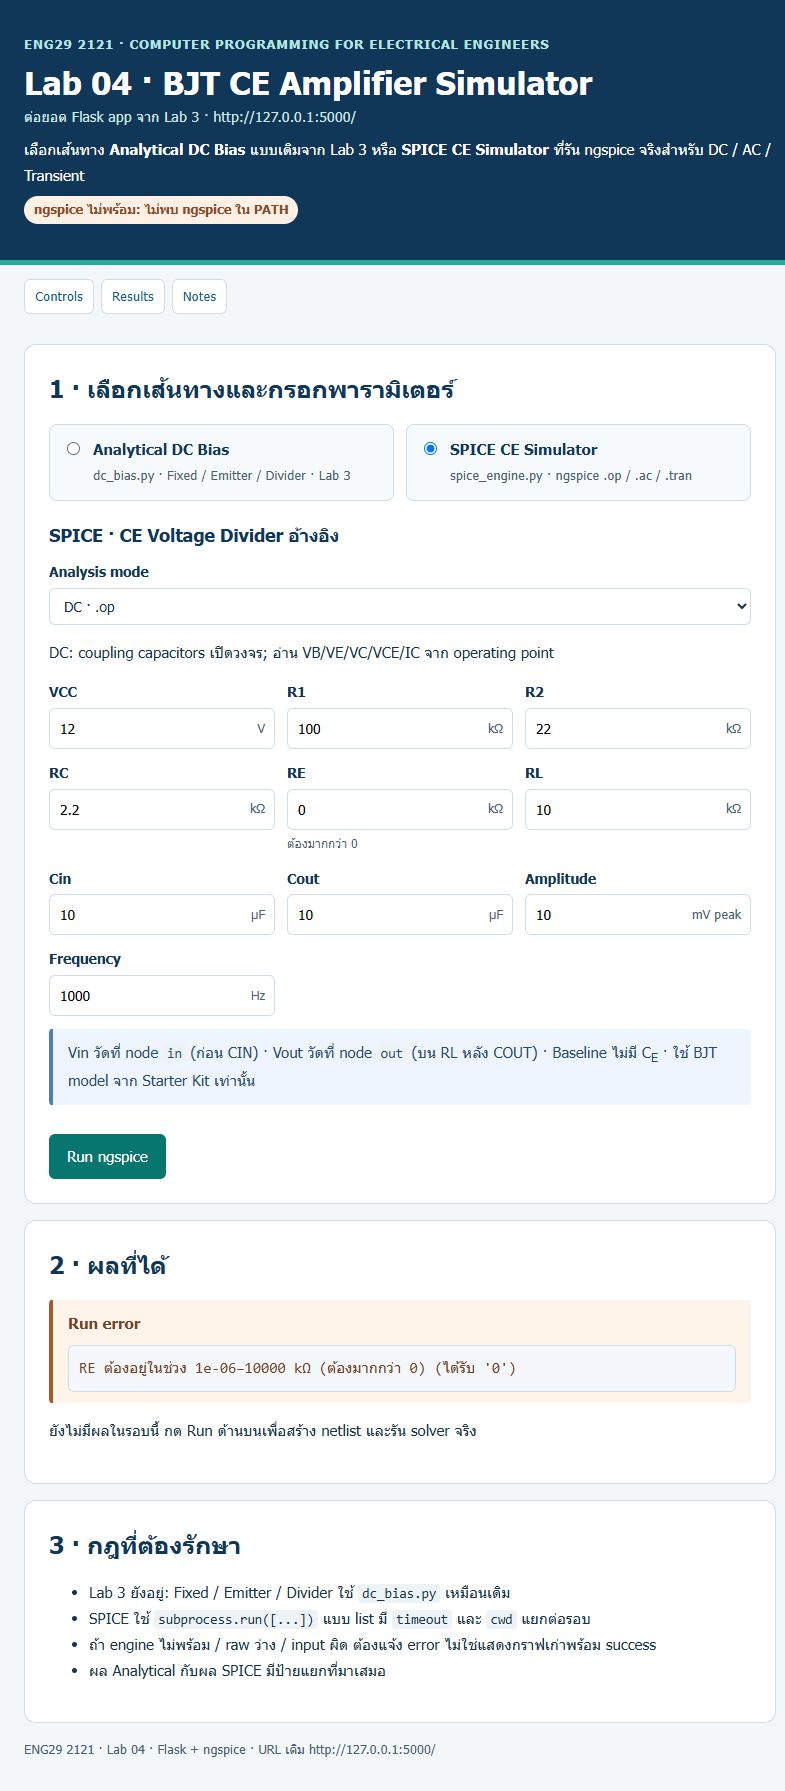 ENG29 2121 · COMPUTER PROGRAMMING FOR ELECTRICAL ENGINEERS
Lab 04 · BJT CE Amplifier Simulator
ต่อยอด Flask app จาก Lab 3 · http://127.0.0.1:5000/
เลือกเส้นทาง Analytical DC Bias แบบเดิมจาก Lab 3 หรือ SPICE CE Simulator ที่รัน ngspice จริงสำหรับ DC / AC /
Transient
ngspice ไม่พร้อม: ไม่พบ ngspice ใน PATH
Controls Results Notes
1 · เลือกเส้นทางและกรอกพารามิเตอร์
Analytical DC Bias SPICE CE Simulator
dc_bias.py · Fixed / Emitter / Divider · Lab 3 spice_engine.py · ngspice .op / .ac / .tran
SPICE · CE Voltage Divider อ้างอิง
Analysis mode
DC · .op
DC: coupling capacitors เปิดวงจร; อ่าน VB/VE/VC/VCE/IC จาก operating point
VCC R1 R2
12 V 100 kΩ 22 kΩ
RC RE RL
2.2 kΩ 0 kΩ 10 kΩ
ต้องมากกว่า 0
Cin Cout Amplitude
10 µF 10 µF 10 mV peak
Frequency
1000 Hz
Vin วัดที่ node in (ก่อน CIN) · Vout วัดที่ node out (บน RL หลัง COUT) · Baseline ไม่มี CE · ใช้ BJT
model จาก Starter Kit เท่านั้น
Run ngspice
2 · ผลที่ได้
Run error
RE ต้องอยู่ในช่วง 1e-06–10000 kΩ (ต้องมากกว่า 0) (ได้รับ '0')
ยังไม่มีผลในรอบนี้ กด Run ด้านบนเพื่อสร้าง netlist และรัน solver จริง
3 · กฎที่ต้องรักษา
• Lab 3 ยังอยู่: Fixed / Emitter / Divider ใช้ dc_bias.py เหมือนเดิม
• SPICE ใช้ subprocess.run([...]) แบบ list มี timeout และ cwd แยกต่อรอบ
• ถ้า engine ไม่พร้อม / raw ว่าง / input ผิด ต้องแจ้ง error ไม่ใช่แสดงกราฟเก่าพร้อม success
• ผล Analytical กับผล SPICE มีป้ายแยกที่มาเสมอ
ENG29 2121 · Lab 04 · Flask + ngspice · URL เดิม http://127.0.0.1:5000/